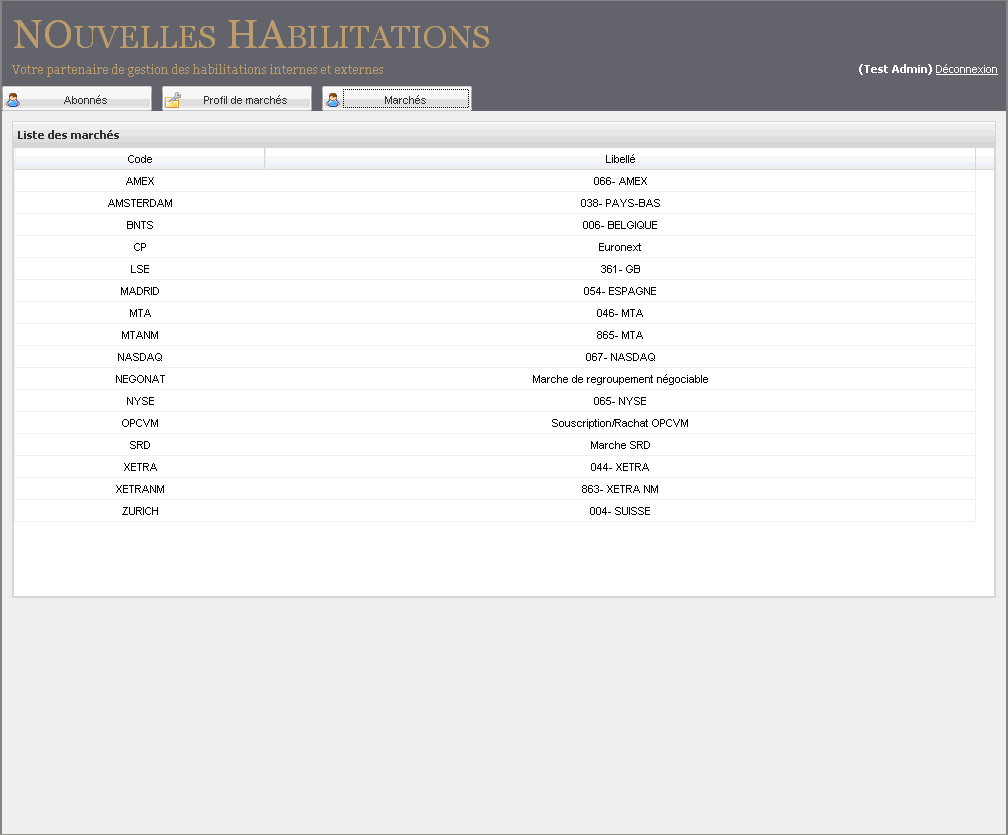 NOUVELLES HABILITATIONS
Votre partenaire de gestion des habilitations internes et externes
(Test Admin) Déconnexion
Abonnés Profil de marchés Marchés
Liste des marchés
Code Libellé
AMEX 066- AMEX
AMSTERDAM 038- PAYS-BAS
BNTS 006- BELGIQUE
CP Euronext
LSE 361- GB
MADRID 054- ESPAGNE
MTA 046- MTA
MTANM 865- MTA
NASDAQ 067- NASDAQ
NEGONAT Marche de regroupement négociable
NYSE 065- NYSE
OPCVM Souscription/Rachat OPCVM
SRD Marche SRD
XETRA 044- XETRA
XETRANM 863- XETRA NM
ZURICH 004- SUISSE